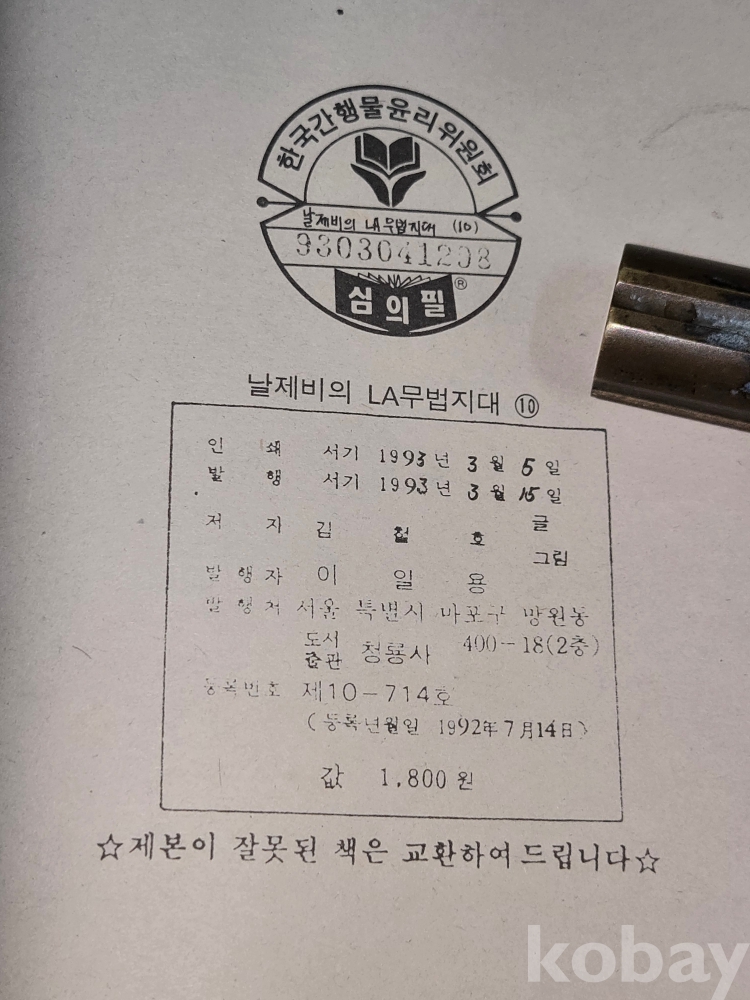 한국간행물윤리위원회
날제비의 LA무법지대 (10)
9303041208
심의필 ®
날제비의 LA무법지대 ⑩
인 쇄 서기 1993년 3월 5일
발 행 서기 1993년 3월 15일
저 자 김 철 호 글
그림
발 행 자 이 일 용
발 행 처 서울 특별시 마포구 망원동
도서
출판 청룡사 400-18(2층)
등록번호 제10-714호
(등록년월일 1992年7月14日)
값 1,800원
☆제본이 잘못된 책은 교환하여드립니다☆
kobay